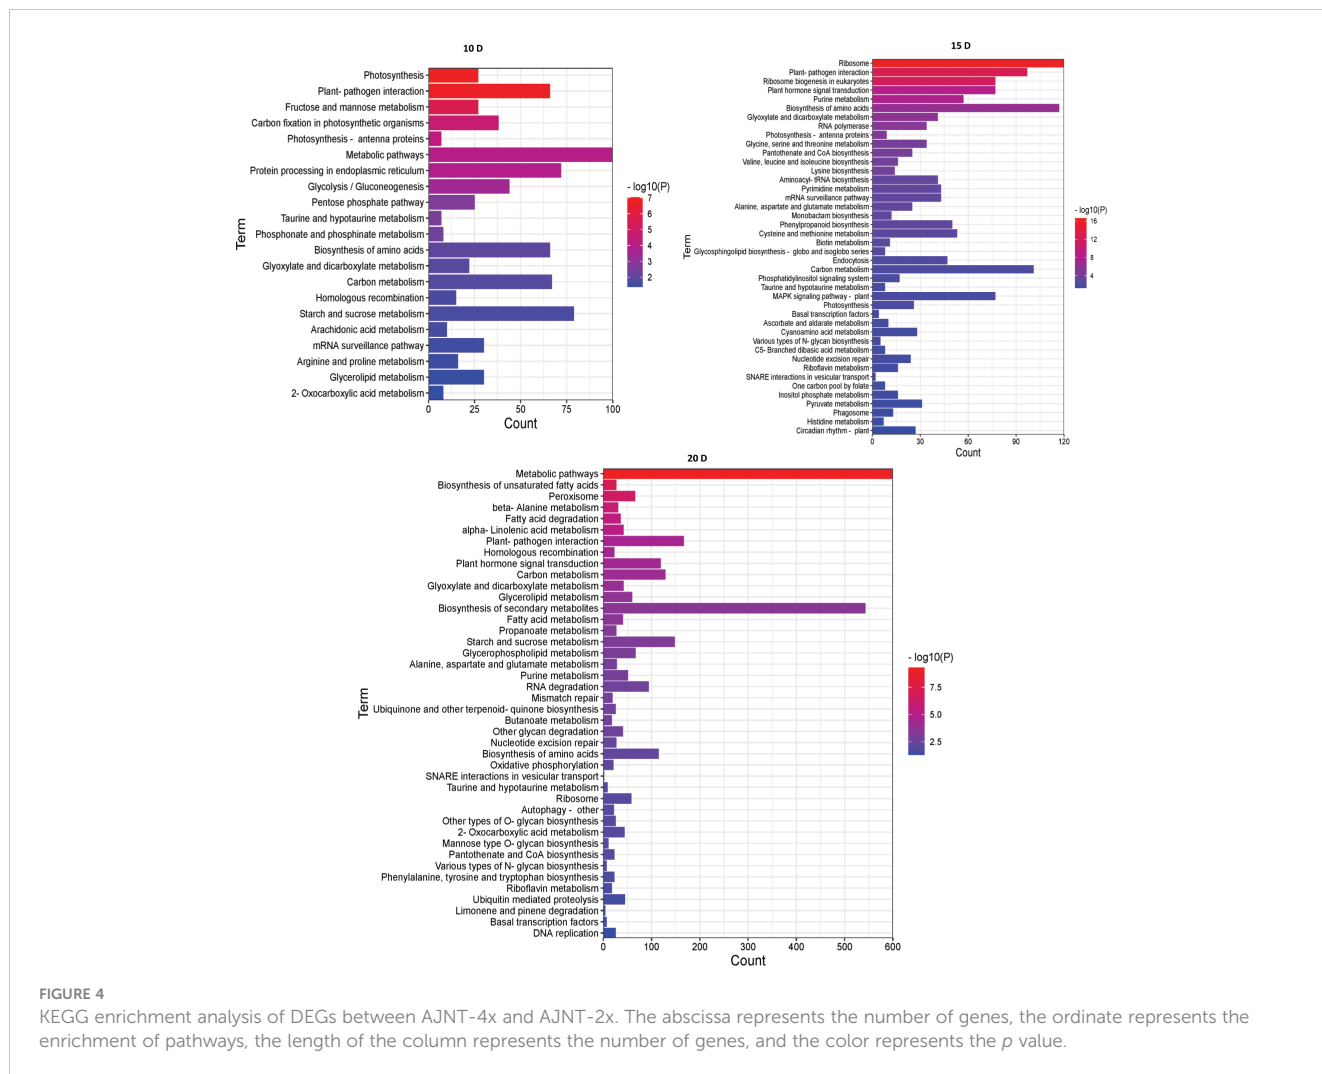 10 D
Photosynthesis
Plant- pathogen interaction
Fructose and mannose metabolism
Carbon fixation in photosynthetic organisms
Photosynthesis - antenna proteins
Metabolic pathways
Protein processing in endoplasmic reticulum
Glycolysis / Gluconeogenesis
Pentose phosphate pathway
Taurine and hypotaurine metabolism
Phosphonate and phosphinate metabolism
Biosynthesis of amino acids
Glyoxylate and dicarboxylate metabolism
Carbon metabolism
Homologous recombination
Starch and sucrose metabolism
Arachidonic acid metabolism
mRNA surveillance pathway
Arginine and proline metabolism
Glycerolipid metabolism
2- Oxocarboxylic acid metabolism
Term
0 25 50 75 100
Count
- log10(P)
7
6
5
4
3
2
15 D
Ribosome
Plant- pathogen interaction
Ribosome biogenesis in eukaryotes
Plant hormone signal transduction
Purine metabolism
Biosynthesis of amino acids
Glyoxylate and dicarboxylate metabolism
RNA polymerase
Photosynthesis - antenna proteins
Glycine, serine and threonine metabolism
Pantothenate and CoA biosynthesis
Valine, leucine and isoleucine biosynthesis
Lysine biosynthesis
Aminoacyl- tRNA biosynthesis
Pyrimidine metabolism
mRNA surveillance pathway
Alanine, aspartate and glutamate metabolism
Monobactam biosynthesis
Phenylpropanoid biosynthesis
Cysteine and methionine metabolism
Biotin metabolism
Glycosphingolipid biosynthesis - globo and isoglobo series
Endocytosis
Carbon metabolism
Phosphatidylinositol signaling system
Taurine and hypotaurine metabolism
MAPK signaling pathway - plant
Photosynthesis
Basal transcription factors
Ascorbate and aldarate metabolism
Cyanoamino acid metabolism
Various types of N- glycan biosynthesis
C5- Branched dibasic acid metabolism
Nucleotide excision repair
Riboflavin metabolism
SNARE interactions in vesicular transport
One carbon pool by folate
Inositol phosphate metabolism
Pyruvate metabolism
Phagosome
Histidine metabolism
Circadian rhythm - plant
Term
0 30 60 90 120
Count
- log10(P)
16
12
8
4
20 D
Metabolic pathways
Biosynthesis of unsaturated fatty acids
Peroxisome
beta- Alanine metabolism
Fatty acid degradation
alpha- Linolenic acid metabolism
Plant- pathogen interaction
Homologous recombination
Plant hormone signal transduction
Carbon metabolism
Glyoxylate and dicarboxylate metabolism
Glycerolipid metabolism
Biosynthesis of secondary metabolites
Fatty acid metabolism
Propanoate metabolism
Starch and sucrose metabolism
Glycerophospholipid metabolism
Alanine, aspartate and glutamate metabolism
Purine metabolism
RNA degradation
Mismatch repair
Ubiquinone and other terpenoid- quinone biosynthesis
Butanoate metabolism
Other glycan degradation
Nucleotide excision repair
Biosynthesis of amino acids
Oxidative phosphorylation
SNARE interactions in vesicular transport
Taurine and hypotaurine metabolism
Ribosome
Autophagy - other
Other types of O- glycan biosynthesis
2- Oxocarboxylic acid metabolism
Mannose type O- glycan biosynthesis
Pantothenate and CoA biosynthesis
Various types of N- glycan biosynthesis
Phenylalanine, tyrosine and tryptophan biosynthesis
Riboflavin metabolism
Ubiquitin mediated proteolysis
Limonene and pinene degradation
Basal transcription factors
DNA replication
Term
0 100 200 300 400 500 600
Count
- log10(P)
7.5
5.0
2.5
FIGURE 4
KEGG enrichment analysis of DEGs between AJNT-4x and AJNT-2x. The abscissa represents the number of genes, the ordinate represents the
enrichment of pathways, the length of the column represents the number of genes, and the color represents the p value.